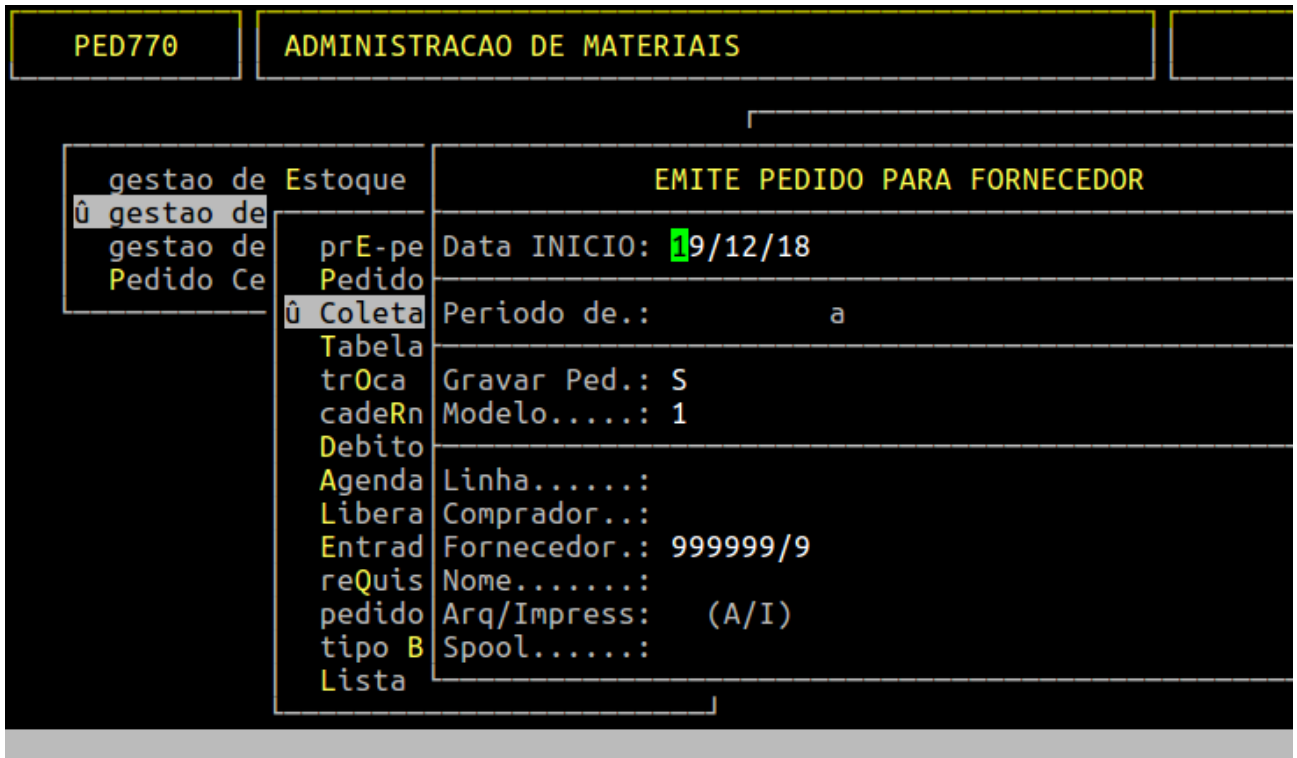 PED770 ADMINISTRACAO DE MATERIAIS
gestao de Estoque
û gestao de
gestao de
Pedido Ce
prE-pe
Pedido
û Coleta
Tabela
trOca
cadeRn
Debito
Agenda
Libera
Entrad
reQuis
pedido
tipo B
Lista
EMITE PEDIDO PARA FORNECEDOR
Data INICIO: 19/12/18
Periodo de.: a
Gravar Ped.: S
Modelo.....: 1
Linha......:
Comprador..:
Fornecedor.: 999999/9
Nome.......:
Arq/Impress: (A/I)
Spool......: